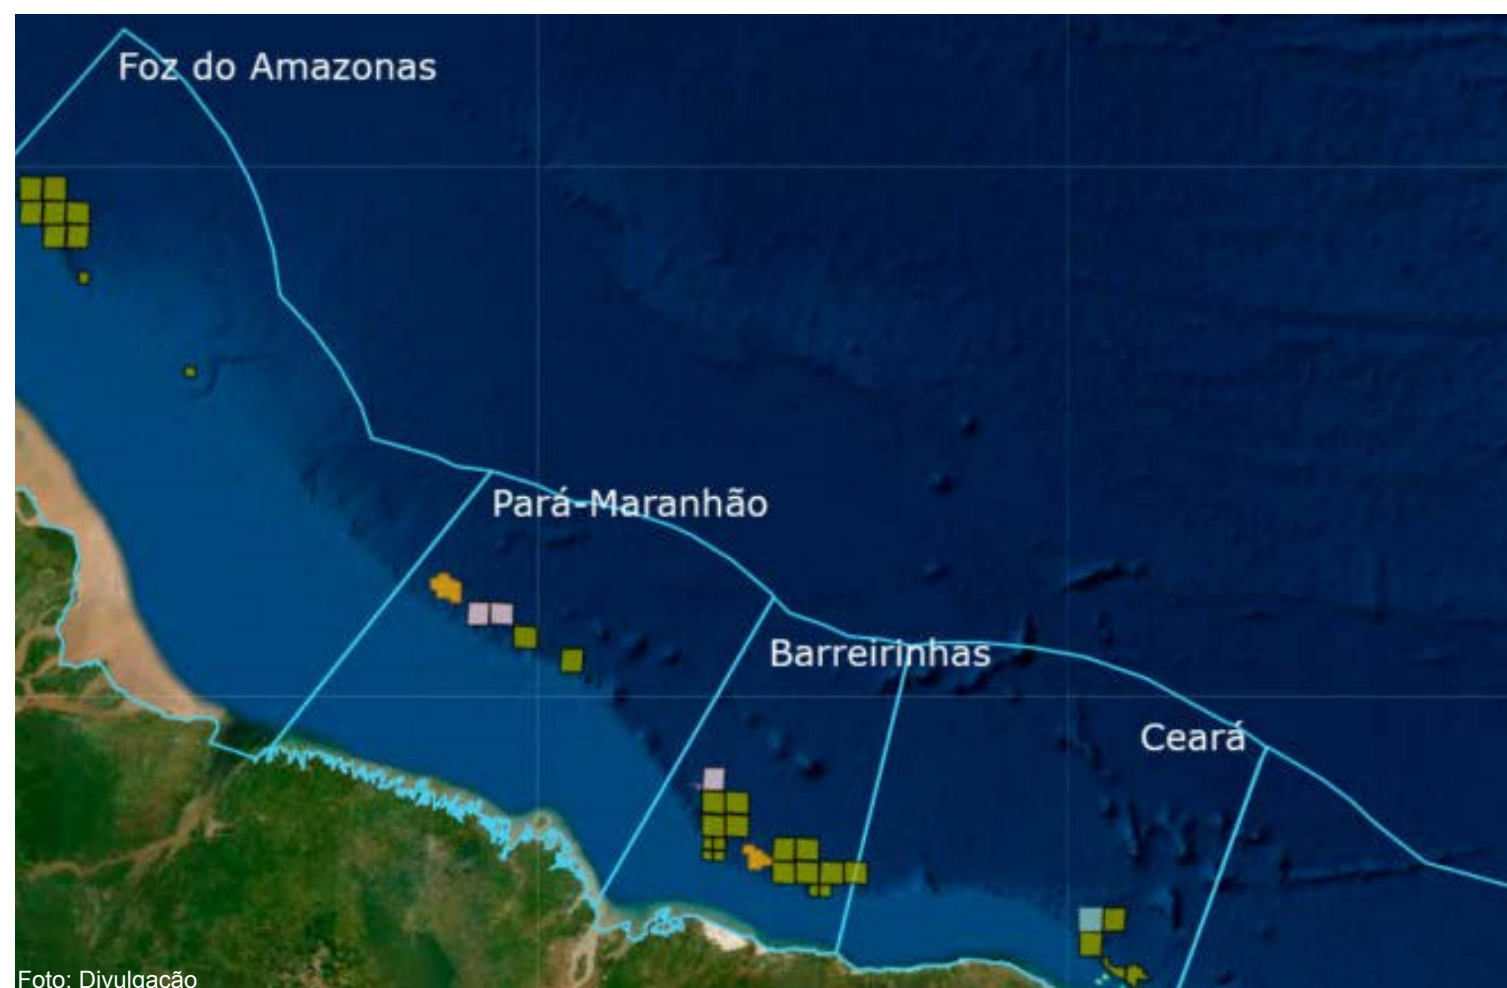 Foz do Amazonas
Pará-Maranhão
Barreirinhas
Ceará
Foto: Divulgação